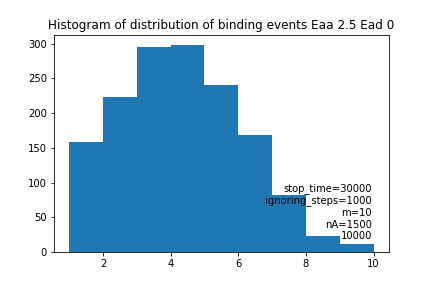 Histogram of distribution of binding events Eaa 2.5 Ead 0
300
250
200
150
100
50
0
stop_time=30000
ignoring_steps=1000
m=10
nA=1500
10000
2 4 6 8 10